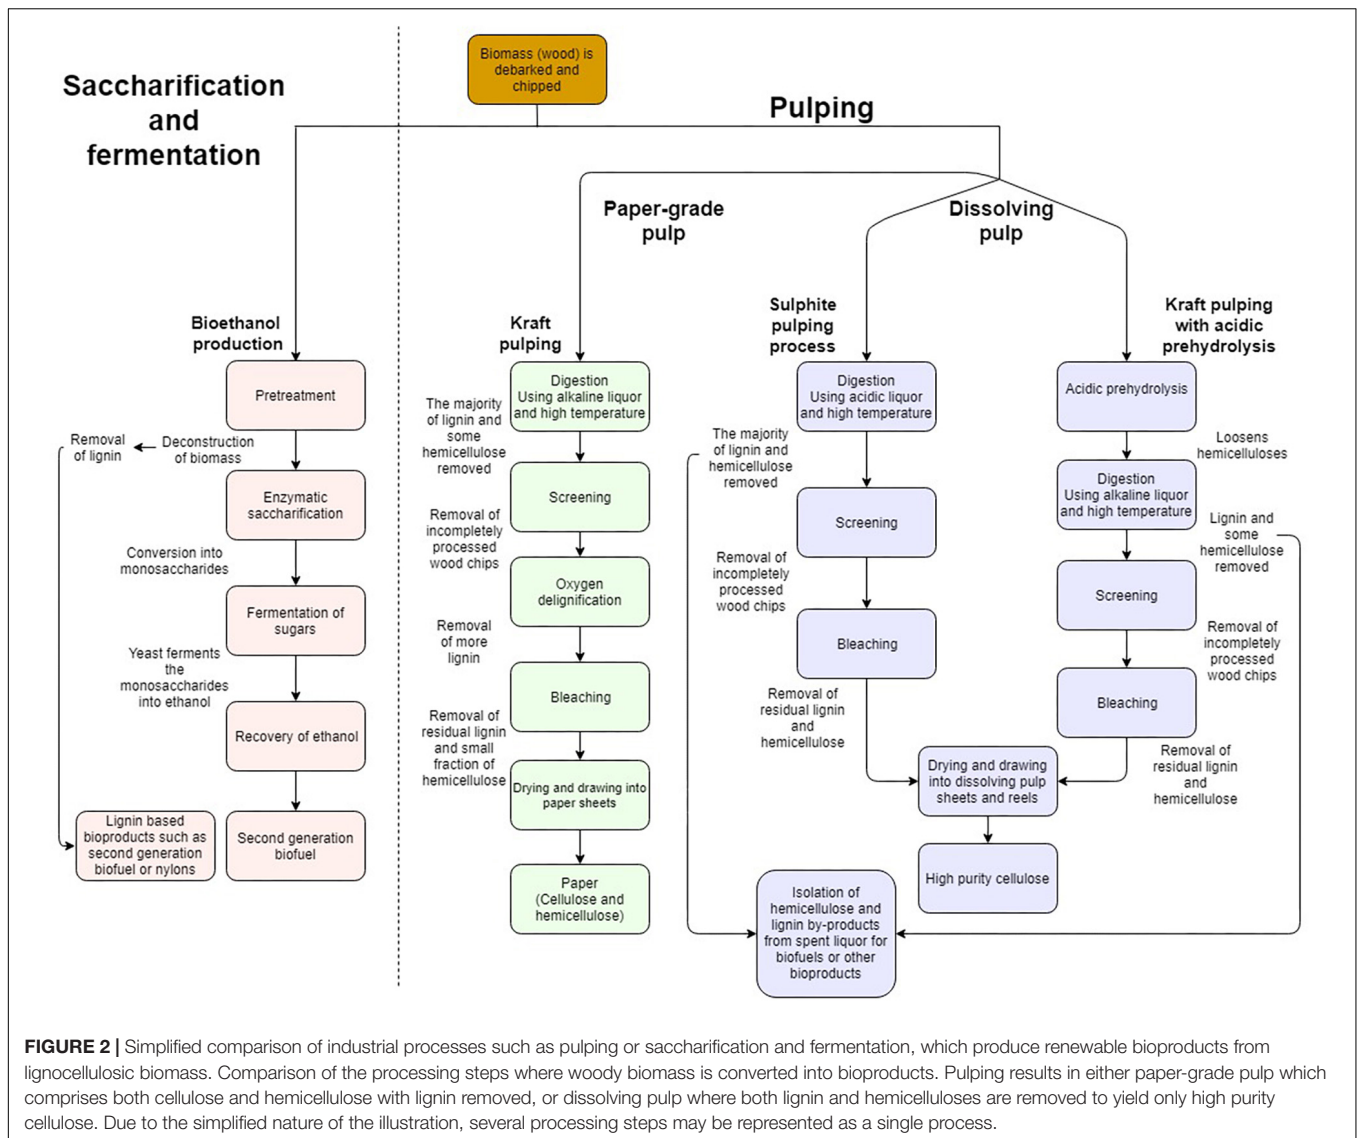 Saccharification
and
fermentation
Biomass (wood) is
debarked and
chipped
Pulping
Paper-grade
pulp
Dissolving
pulp
Bioethanol
production
Pretreatment
Removal
of lignin
Deconstruction
of biomass
Enzymatic
saccharification
Conversion into
monosaccharides
Fermentation of
sugars
Yeast ferments
the
monosaccharides
into ethanol
Recovery of ethanol
Lignin based
bioproducts such as
second generation
biofuel or nylons
Second generation
biofuel
Kraft
pulping
Digestion
Using alkaline liquor
and high temperature
The majority
of lignin and
some
hemicellulose
removed
Screening
Removal of
incompletely
processed
wood chips
Oxygen
delignification
Removal
of more
lignin
Bleaching
Removal of
residual lignin
and small
fraction of
hemicellulose
Drying and drawing into
paper sheets
Paper
(Cellulose and
hemicellulose)
Sulphite
pulping
process
Digestion
Using acidic liquor
and high temperature
The majority
of lignin and
hemicellulose
removed
Screening
Removal of
incompletely
processed
wood chips
Bleaching
Removal of
residual lignin
and
hemicellulose
Kraft pulping
with acidic
prehydrolysis
Acidic prehydrolysis
Loosens
hemicelluloses
Digestion
Using alkaline liquor
and high temperature
Lignin and
some
hemicellulose
removed
Screening
Removal of
incompletely
processed
wood chips
Bleaching
Removal of
residual lignin
and
hemicellulose
Drying and drawing
into dissolving pulp
sheets and reels
High purity cellulose
Isolation of
hemicellulose and
lignin by-products
from spent liquor for
biofuels or other
bioproducts
FIGURE 2 | Simplified comparison of industrial processes such as pulping or saccharification and fermentation, which produce renewable bioproducts from
lignocellulosic biomass. Comparison of the processing steps where woody biomass is converted into bioproducts. Pulping results in either paper-grade pulp which
comprises both cellulose and hemicellulose with lignin removed, or dissolving pulp where both lignin and hemicelluloses are removed to yield only high purity
cellulose. Due to the simplified nature of the illustration, several processing steps may be represented as a single process.